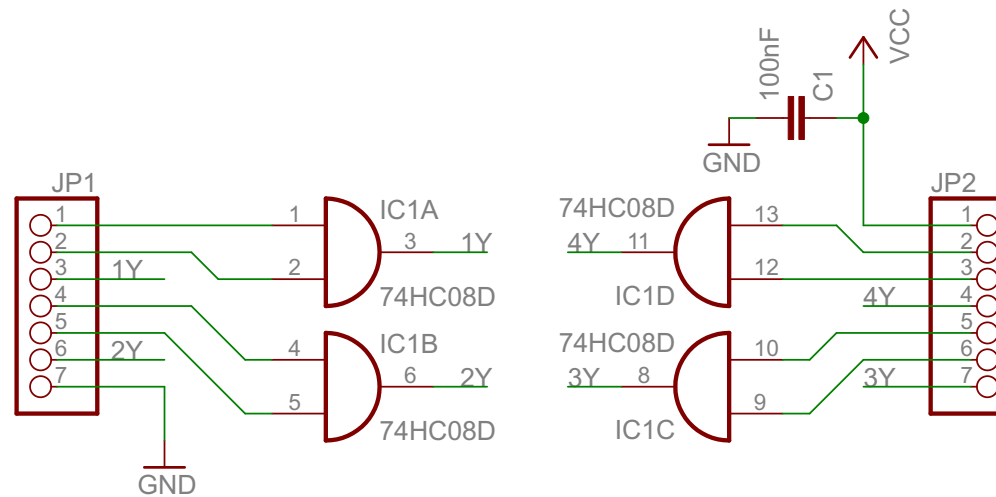 100nF
C1
VCC
GND
JP1
1
2
3
4
5
6
7
1Y
2Y
GND
IC1A
1
2
3
1Y
74HC08D
IC1B
4
5
6
2Y
74HC08D
74HC08D
13
12
11
4Y
IC1D
74HC08D
10
9
8
3Y
IC1C
JP2
1
2
3
4
5
6
7
4Y
3Y